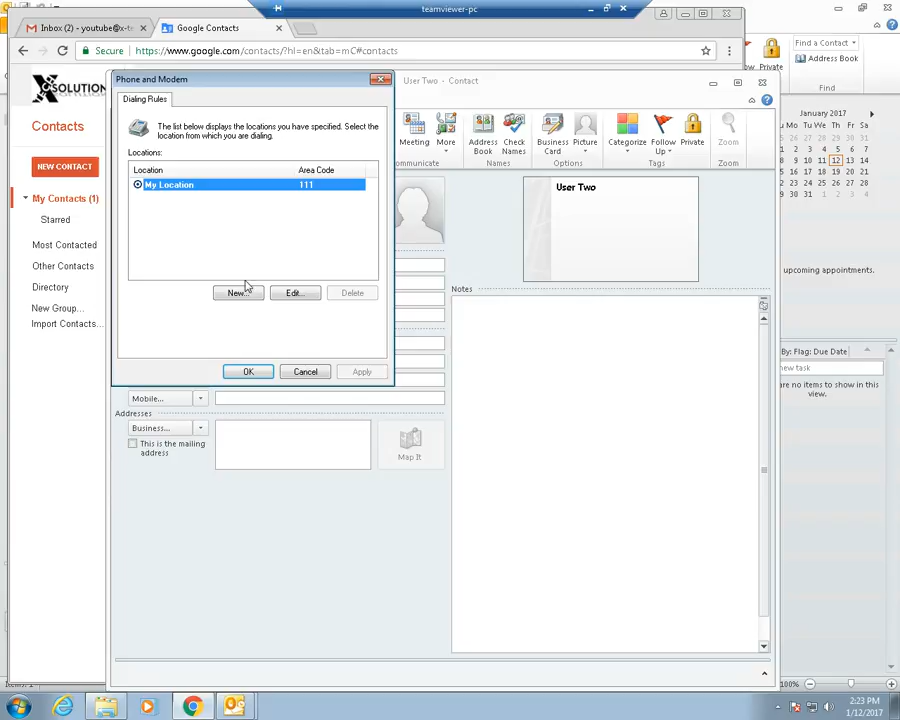 teamviewer-pc
Inbox (2) - youtube@x-t
Google Contacts
Secure
https://www.google.com/contacts/?hl=en&tab=mC#contacts
Find a Contact
Address Book
Private
Find
Phone and Modem
User Two - Contact
SOLUTION
Contacts
NEW CONTACT
My Contacts (1)
Starred
Most Contacted
Other Contacts
Directory
New Group...
Import Contacts...
Dialing Rules
The list below displays the locations you have specified. Select the
location from which you are dialing.
Locations:
Location Area Code
My Location 111
New... Edit... Delete
OK Cancel Apply
Meeting More Address Book Check Names Business Card Picture Categorize Follow Up Private Zoom
ommunicate Names Options Tags Zoom
User Two
Notes
Mobile...
Addresses
Business...
This is the mailing
address
Map It
January 2017
Mo Tu We Th Fr Sa
26 27 28 29 30 31
2 3 4 5 6 7
9 10 11 12 13 14
16 17 18 19 20 21
23 24 25 26 27 28
30 31 1 2 3 4
upcoming appointments.
By: Flag: Due Date
new task
are no items to show in this
view.
100%
2:23 PM
1/12/2017